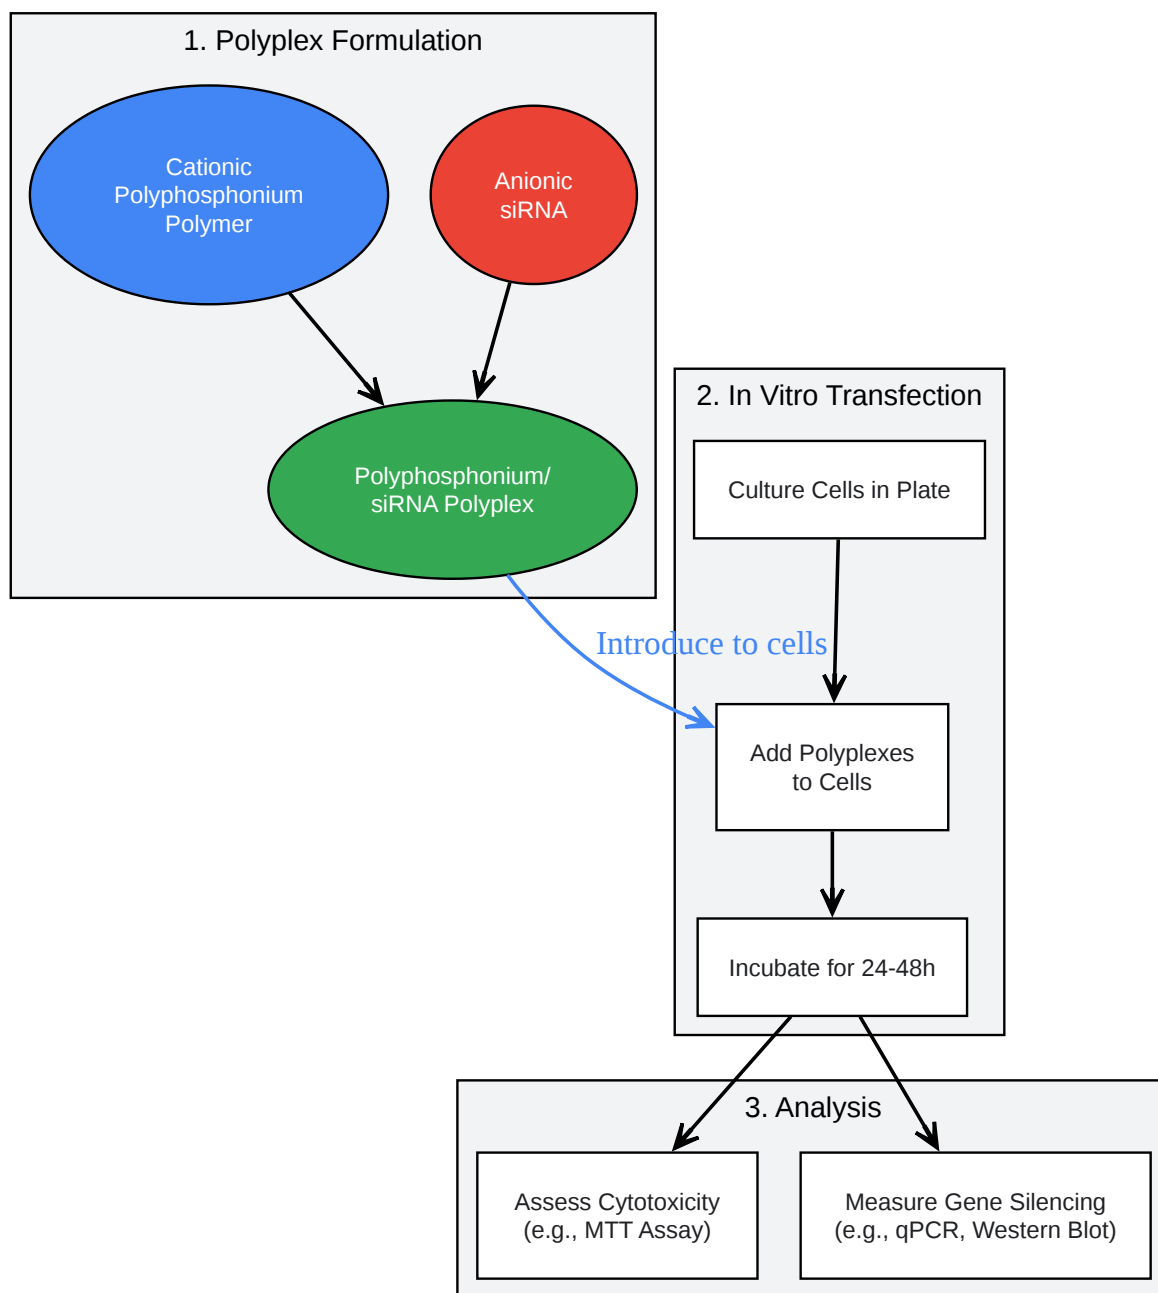 1. Polyplex Formulation
Cationic
Polyphosphonium
Polymer
Anionic
siRNA
Polyphosphonium/
siRNA Polyplex
Introduce to cells
2. In Vitro Transfection
Culture Cells in Plate
Add Polyplexes
to Cells
Incubate for 24-48h
3. Analysis
Assess Cytotoxicity
(e.g., MTT Assay)
Measure Gene Silencing
(e.g., qPCR, Western Blot)